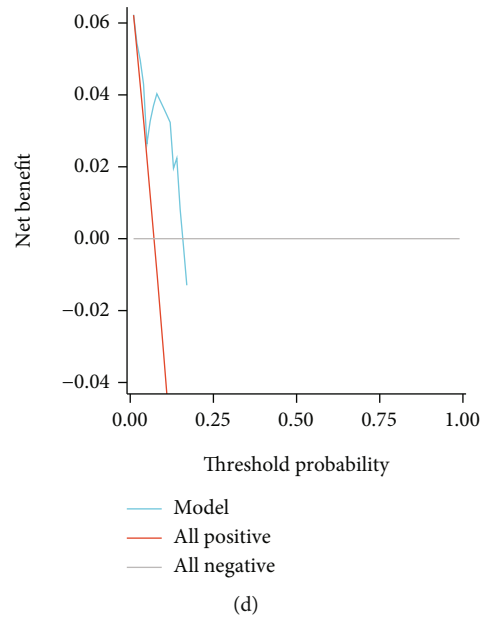 0.06
0.04
0.02
0.00
−0.02
−0.04
Net benefit
0.00 0.25 0.50 0.75 1.00
Threshold probability
Model
All positive
All negative
(d)